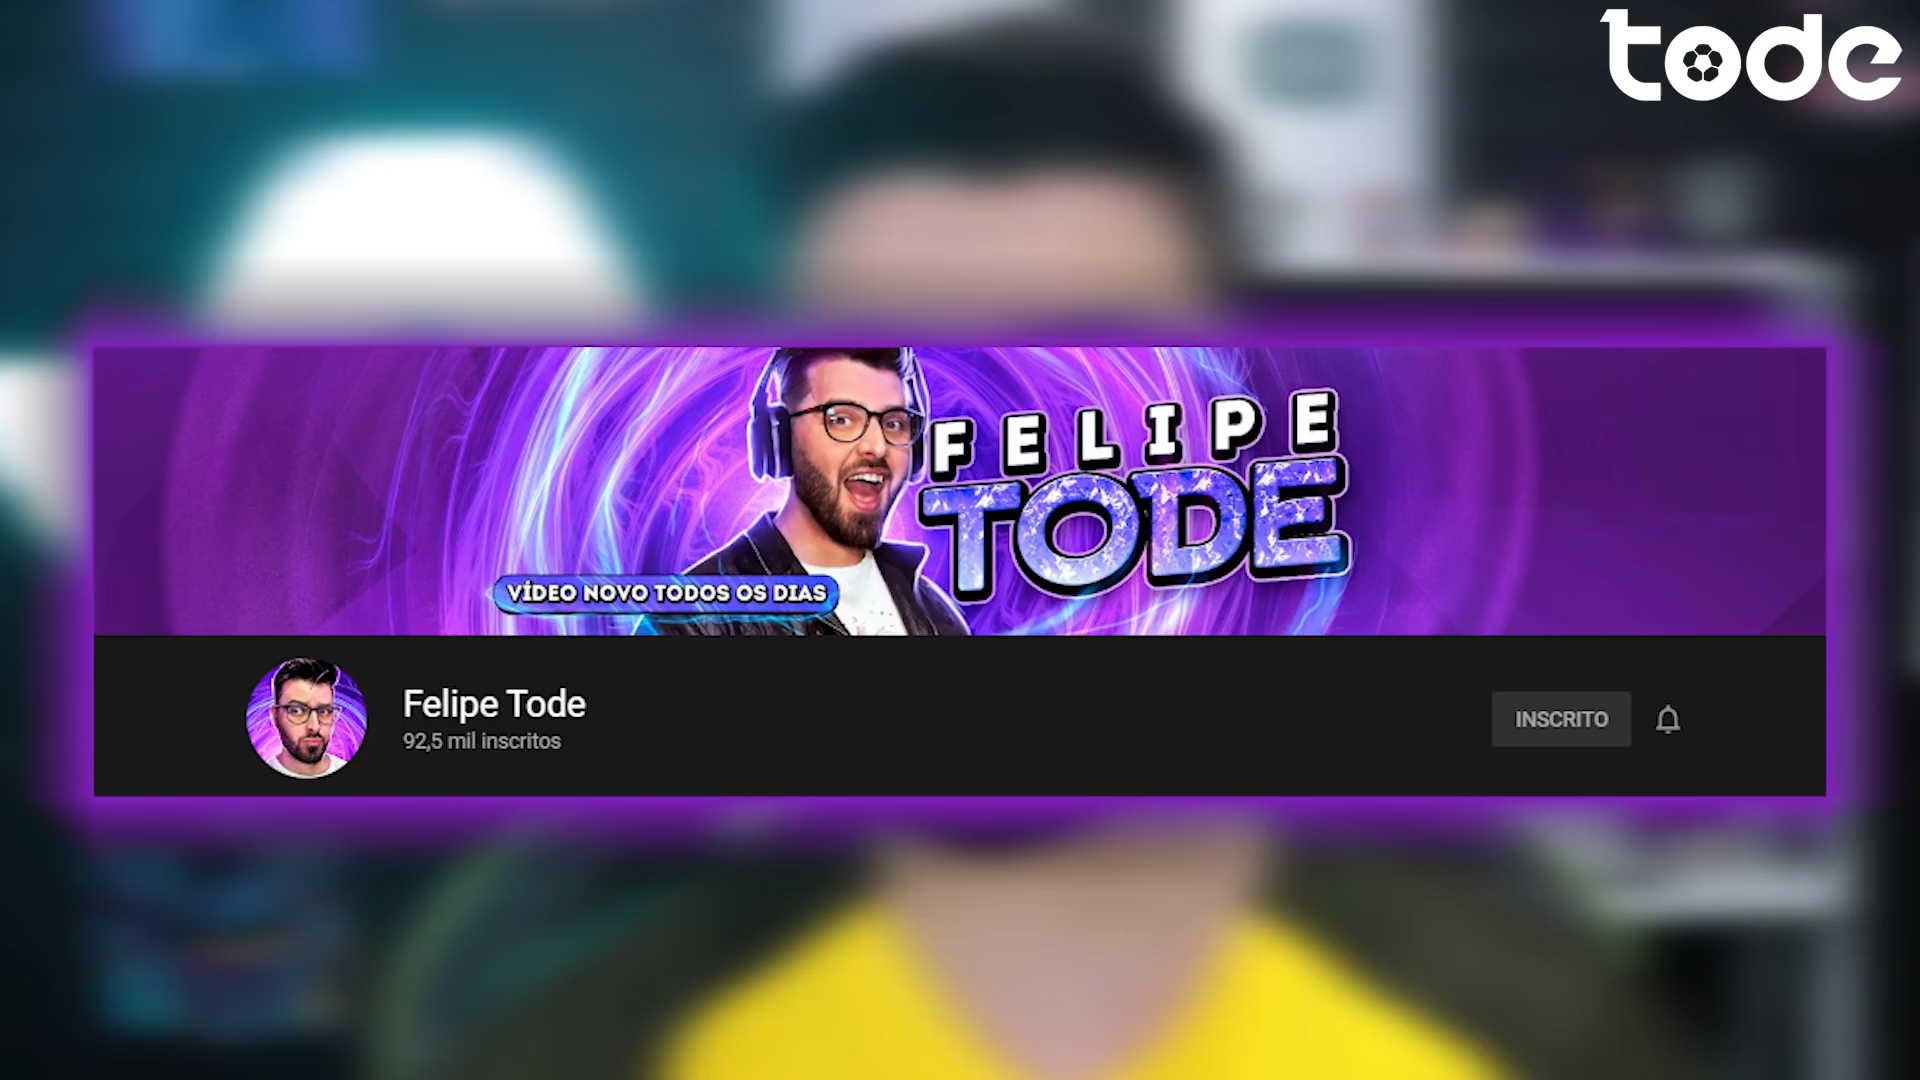 tode
FELIPE
TODE
VÍDEO NOVO TODOS OS DIAS
Felipe Tode
92,5 mil inscritos
INSCRITO